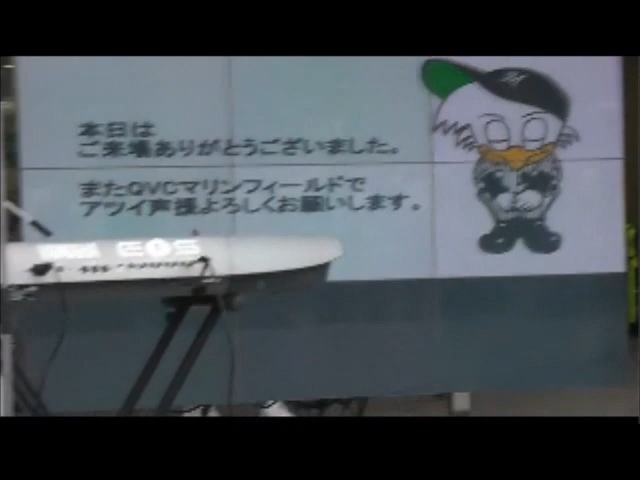 本日は
ご来場ありがとうございました。
またQVCマリンフィールドで
アツイ声援よろしくお願いします。
YAMAHA EOS